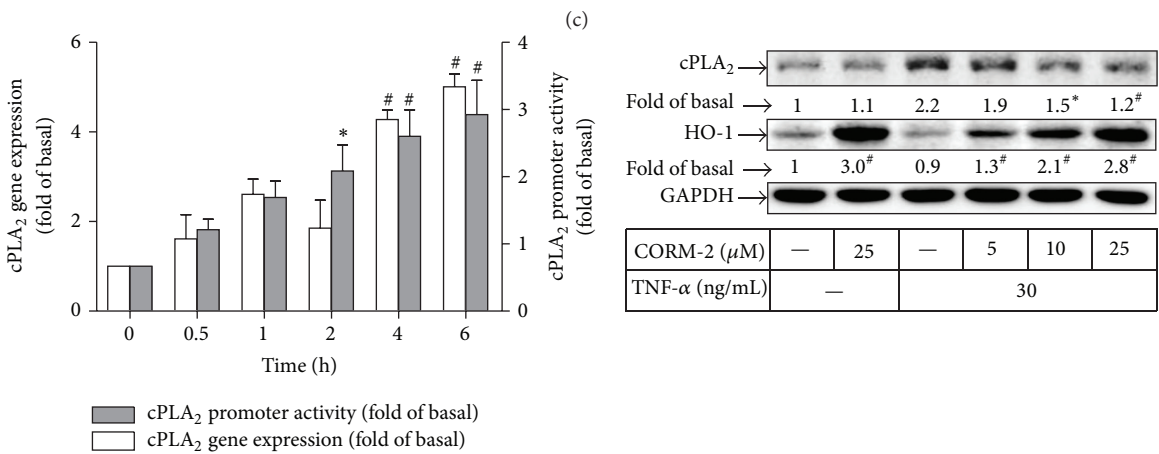 (c)
6
4
2
0
cPLA₂ gene expression
(fold of basal)
4
3
2
1
0
cPLA₂ promoter activity
(fold of basal)
# #
# #
*
0 0.5 1 2 4 6
Time (h)
cPLA₂ promoter activity (fold of basal)
cPLA₂ gene expression (fold of basal)
cPLA₂
Fold of basal 1 1.1 2.2 1.9 1.5* 1.2#
HO-1
Fold of basal 1 3.0# 0.9 1.3# 2.1# 2.8#
GAPDH
CORM-2 (μM) — 25 — 5 10 25
TNF-α (ng/mL) — 30